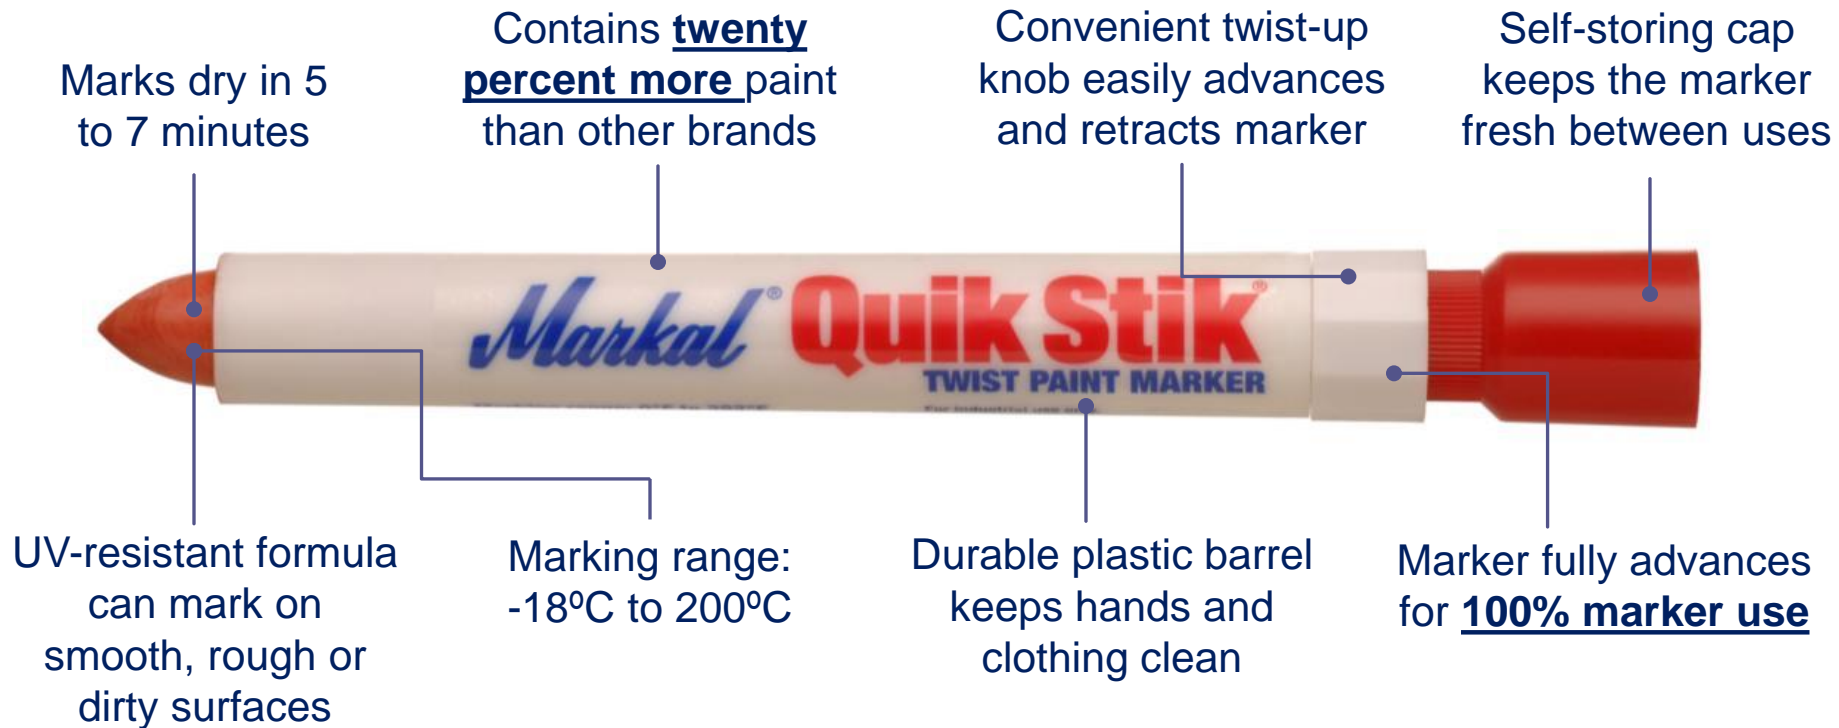 Marks dry in 5
to 7 minutes
Contains twenty
percent more paint
than other brands
Convenient twist-up
knob easily advances
and retracts marker
Self-storing cap
keeps the marker
fresh between uses
Markal® Quik Stik®
TWIST PAINT MARKER
UV-resistant formula
can mark on
smooth, rough or
dirty surfaces
Marking range:
-18ºC to 200ºC
Durable plastic barrel
keeps hands and
clothing clean
Marker fully advances
for 100% marker use